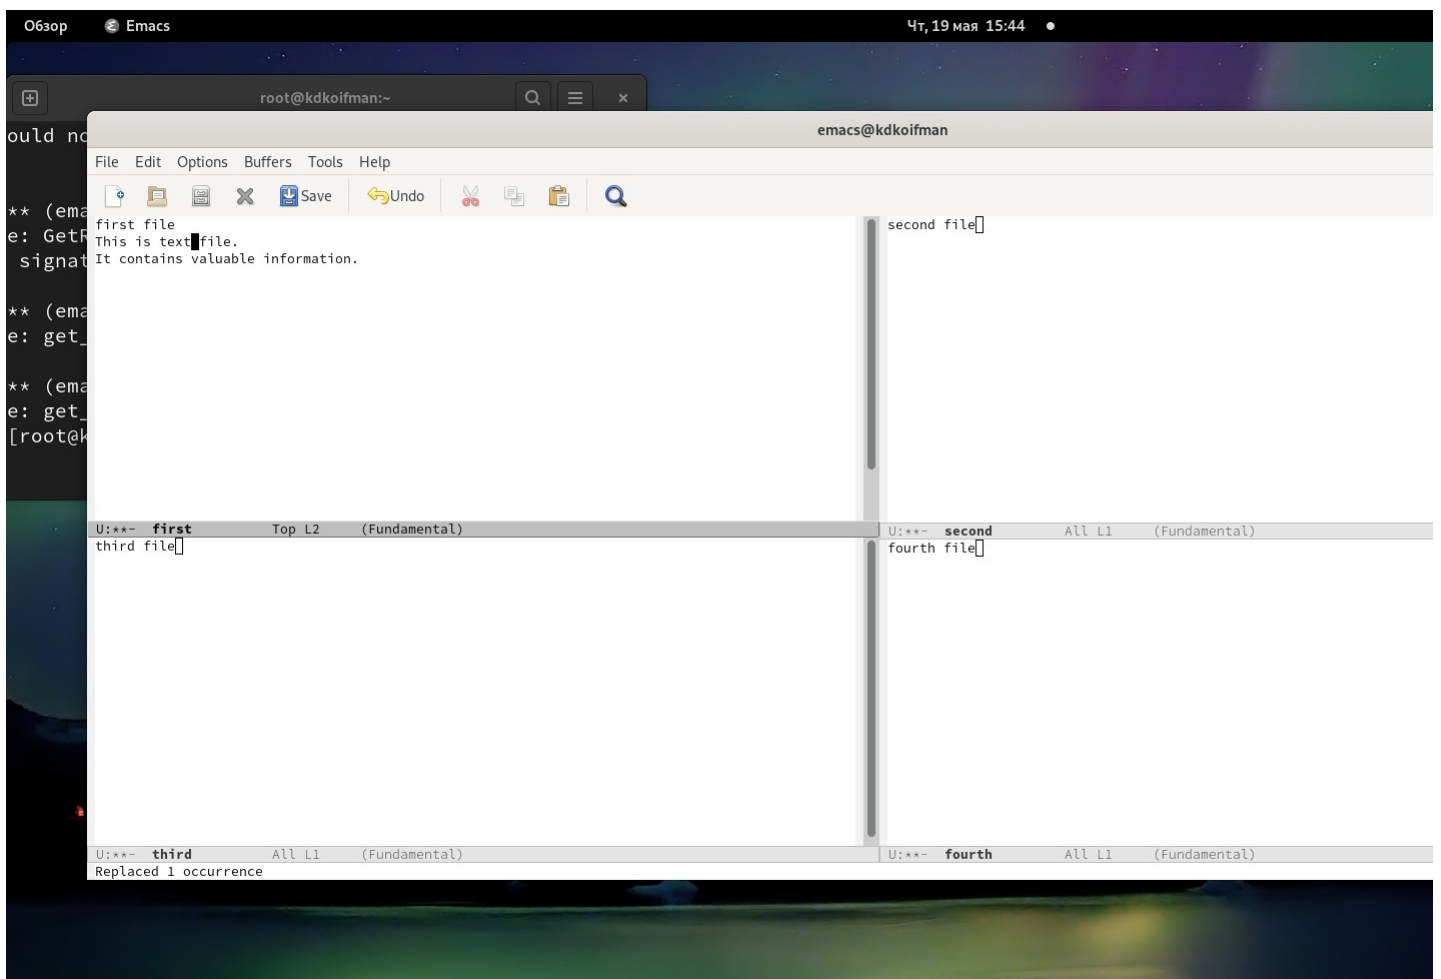 Обзор Emacs Чт, 19 мая 15:44
root@kdkoifman:~
ould
** (ema
e: GetR
signat
** (ema
e: get_
** (ema
e: get_
[root@k
emacs@kdkoifman
File Edit Options Buffers Tools Help
Save Undo
first file
This is text file.
It contains valuable information.
U:**- first Top L2 (Fundamental)
second file
U:**- second All L1 (Fundamental)
third file
U:**- third All L1 (Fundamental)
fourth file
U:**- fourth All L1 (Fundamental)
Replaced 1 occurrence